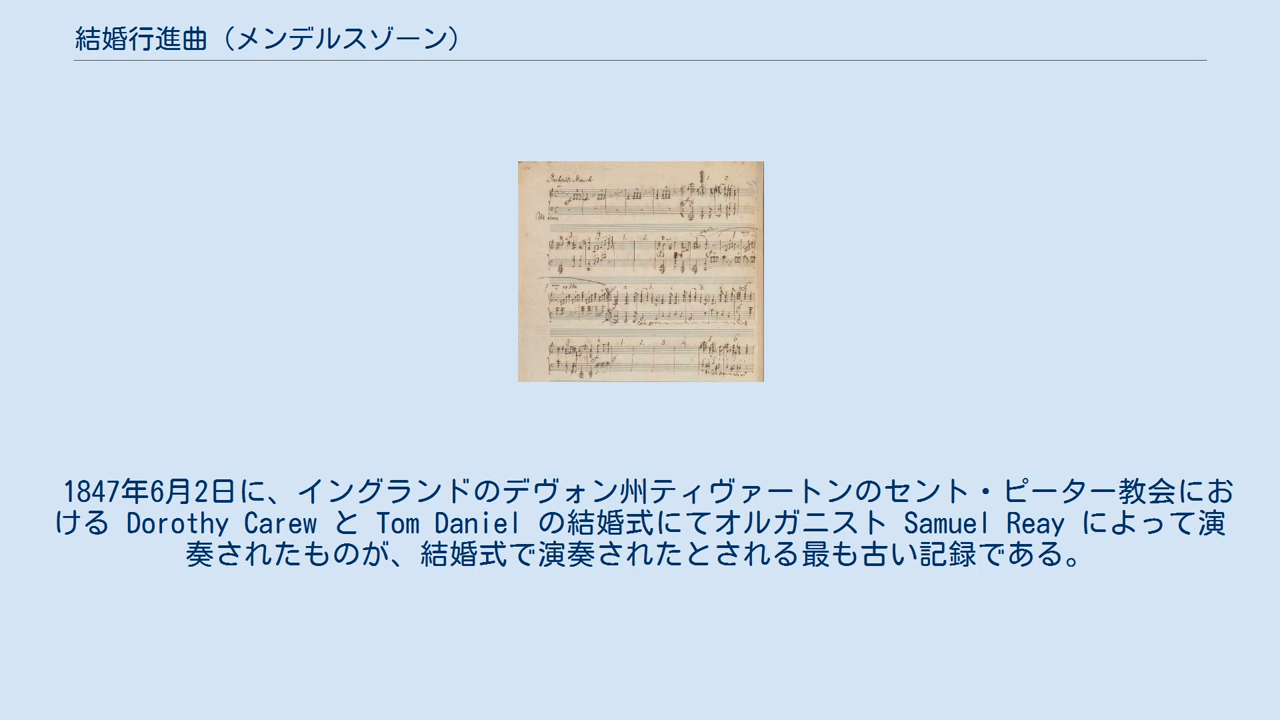 結婚行進曲（メンデルスゾーン）
1847年6月2日に、イングランドのデヴォン州ティヴァートンのセント・ピーター教会にお
ける Dorothy Carew と Tom Daniel の結婚式にてオルガニスト Samuel Reay によって演
奏されたものが、結婚式で演奏されたとされる最も古い記録である。